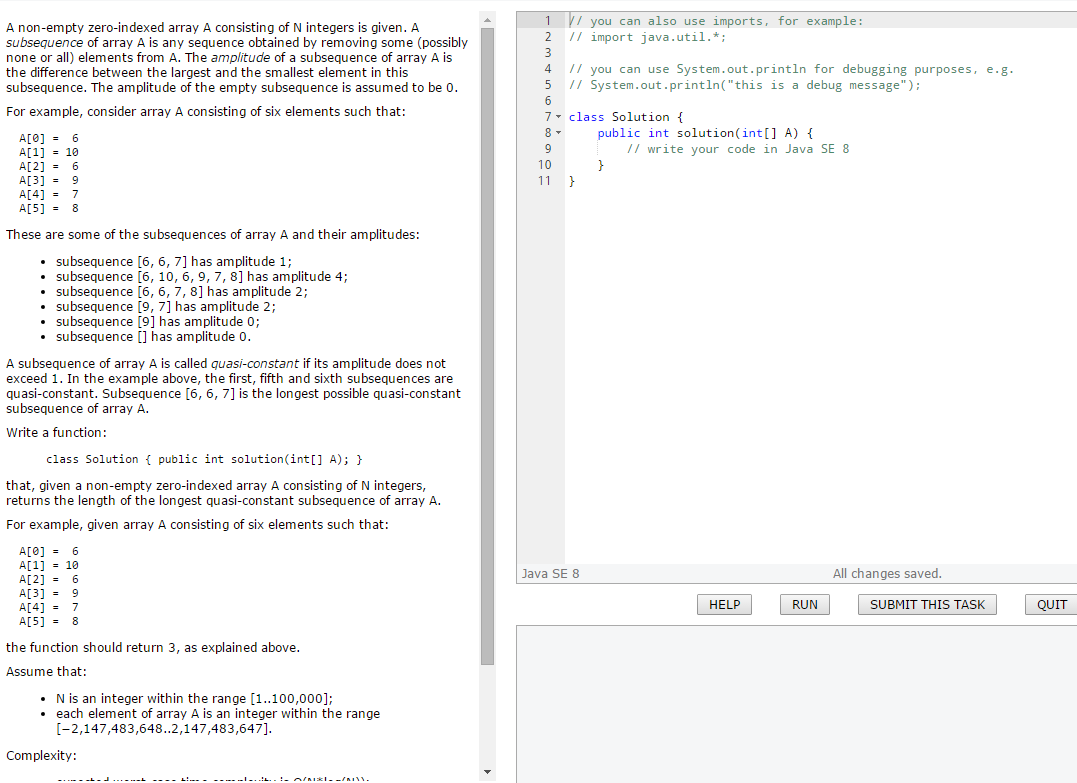 A non-empty zero-indexed array A consisting of N integers is given. A
subsequence of array A is any sequence obtained by removing some (possibly
none or all) elements from A. The amplitude of a subsequence of array A is
the difference between the largest and the smallest element in this
subsequence. The amplitude of the empty subsequence is assumed to be 0.
For example, consider array A consisting of six elements such that:
A[0] = 6
A[1] = 10
A[2] = 6
A[3] = 9
A[4] = 7
A[5] = 8
These are some of the subsequences of array A and their amplitudes:
• subsequence [6, 6, 7] has amplitude 1;
• subsequence [6, 10, 6, 9, 7, 8] has amplitude 4;
• subsequence [6, 6, 7, 8] has amplitude 2;
• subsequence [9, 7] has amplitude 2;
• subsequence [9] has amplitude 0;
• subsequence [] has amplitude 0.
A subsequence of array A is called quasi-constant if its amplitude does not
exceed 1. In the example above, the first, fifth and sixth subsequences are
quasi-constant. Subsequence [6, 6, 7] is the longest possible quasi-constant
subsequence of array A.
Write a function:
class Solution { public int solution(int[] A); }
that, given a non-empty zero-indexed array A consisting of N integers,
returns the length of the longest quasi-constant subsequence of array A.
For example, given array A consisting of six elements such that:
A[0] = 6
A[1] = 10
A[2] = 6
A[3] = 9
A[4] = 7
A[5] = 8
the function should return 3, as explained above.
Assume that:
• N is an integer within the range [1..100,000];
• each element of array A is an integer within the range
[−2,147,483,648..2,147,483,647].
Complexity:
expected worst-case time complexity is O(N*log(N));
1 // you can also use imports, for example:
2 // import java.util.*;
3
4 // you can use System.out.println for debugging purposes, e.g.
5 // System.out.println("this is a debug message");
6
7 class Solution {
8 public int solution(int[] A) {
9 // write your code in Java SE 8
10 }
11 }
Java SE 8 All changes saved.
HELP RUN SUBMIT THIS TASK QUIT